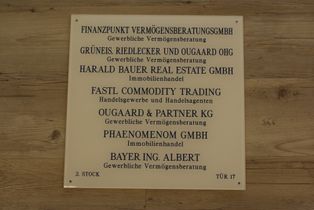 FINANZPUNKT VERMÖGENSBERATUNGSGMBH
Gewerbliche Vermögensberatung
GRÜNEIS, RIEDLECKER UND OUGAARD OHG
Gewerbliche Vermögensberatung
HARALD BAUER REAL ESTATE GMBH
Immobilienhandel
FASTL COMMODITY TRADING
Handelsgewerbe und Handelsagenten
OUGAARD & PARTNER KG
Gewerbliche Vermögensberatung
PHAENOMENOM GMBH
Immobilienhandel
BAYER ING. ALBERT
Gewerbliche Vermögensberatung
2. STOCK TÜR 17